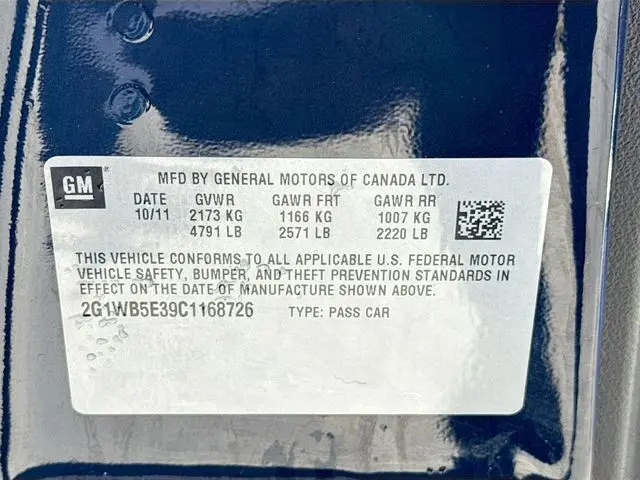 GM
MFD BY GENERAL MOTORS OF CANADA LTD.
DATE GVWR GAWR FRT GAWR RR
10/11 2173 KG 1166 KG 1007 KG
4791 LB 2571 LB 2220 LB
THIS VEHICLE CONFORMS TO ALL APPLICABLE U.S. FEDERAL MOTOR
VEHICLE SAFETY, BUMPER, AND THEFT PREVENTION STANDARDS IN
EFFECT ON THE DATE OF MANUFACTURE SHOWN ABOVE.
2G1WB5E39C1168726 TYPE: PASS CAR